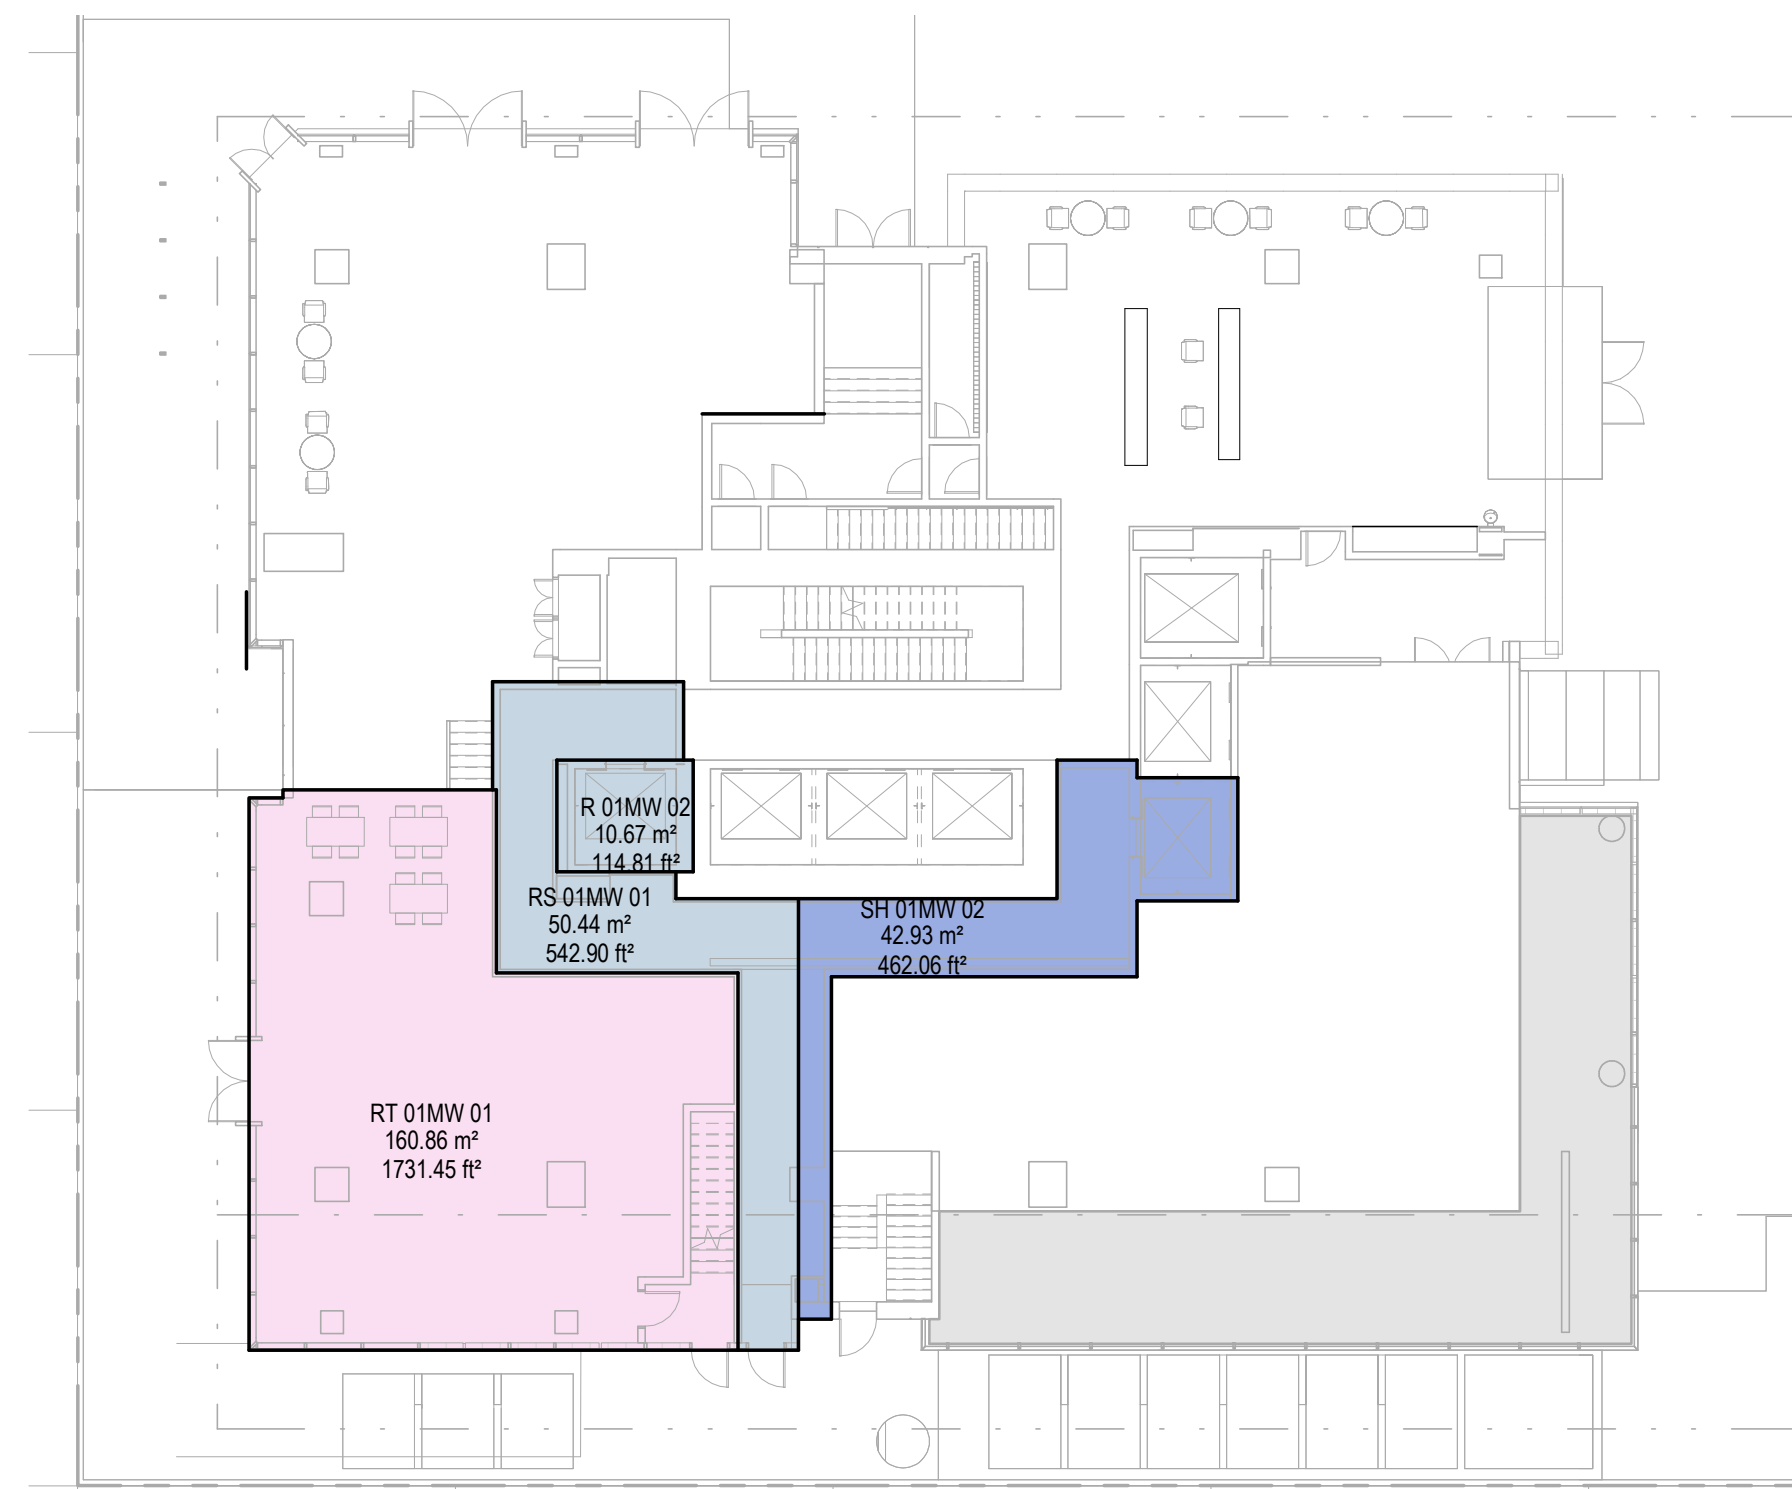 R 01MW 02
10.67 m²
114.81 ft²
RS 01MW 01
50.44 m²
542.90 ft²
SH 01MW 02
42.93 m²
462.06 ft²
RT 01MW 01
160.86 m²
1731.45 ft²